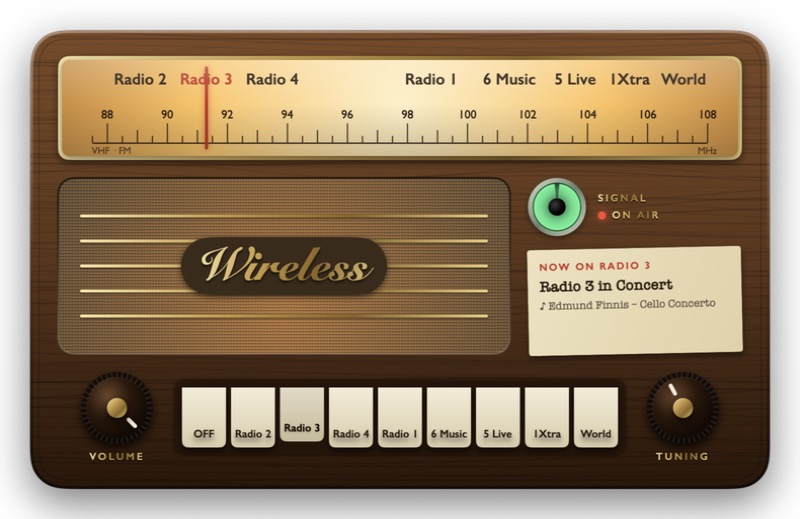 Radio 2 Radio 3 Radio 4 Radio 1 6 Music 5 Live 1Xtra World
88 90 92 94 96 98 100 102 104 106 108
VHF · FM MHz
SIGNAL
ON AIR
Wireless
NOW ON RADIO 3
Radio 3 in Concert
♪ Edmund Finnis – Cello Concerto
OFF Radio 2 Radio 3 Radio 4 Radio 1 6 Music 5 Live 1Xtra World
VOLUME TUNING